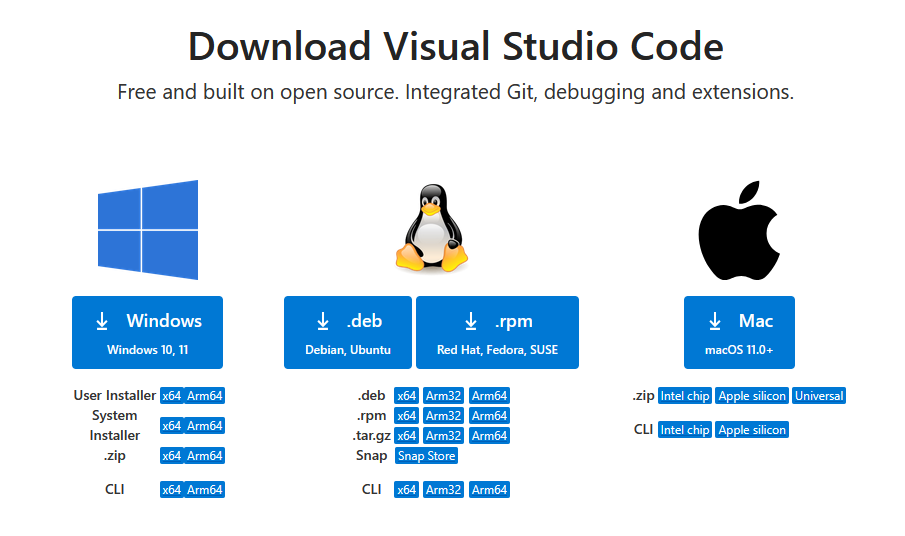 Download Visual Studio Code
Free and built on open source. Integrated Git, debugging and extensions.
Windows
Windows 10, 11
User Installer x64 Arm64
System
Installer x64 Arm64
.zip x64 Arm64
CLI x64 Arm64
.deb
Debian, Ubuntu
.rpm
Red Hat, Fedora, SUSE
.deb x64 Arm32 Arm64
.rpm x64 Arm32 Arm64
.tar.gz x64 Arm32 Arm64
Snap Snap Store
CLI x64 Arm32 Arm64
Mac
macOS 11.0+
.zip Intel chip Apple silicon Universal
CLI Intel chip Apple silicon